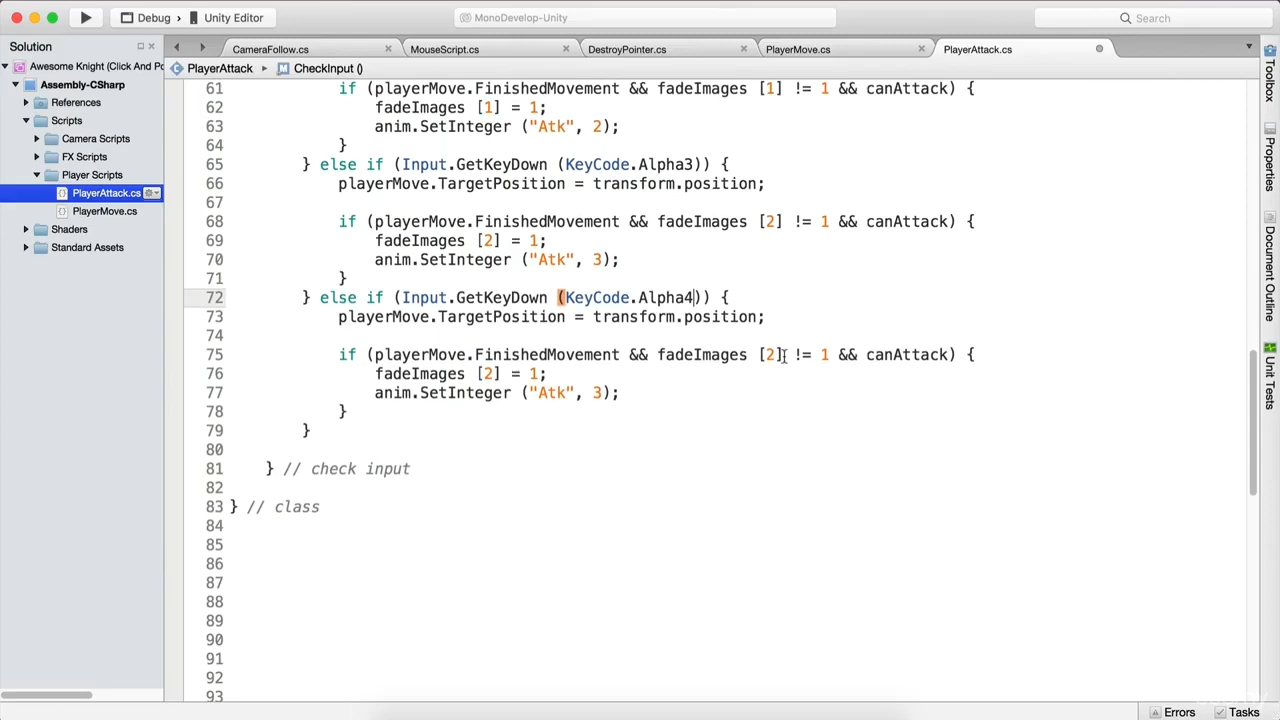 Debug
Unity Editor
MonoDevelop-Unity
Search
Solution
CameraFollow.cs
MouseScript.cs
DestroyPointer.cs
PlayerMove.cs
PlayerAttack.cs
Awesome Knight (Click And Po
Assembly-CSharp
References
Scripts
Camera Scripts
FX Scripts
Player Scripts
PlayerAttack.cs
PlayerMove.cs
Shaders
Standard Assets
PlayerAttack
CheckInput ()
61 if (playerMove.FinishedMovement && fadeImages [1] != 1 && canAttack) {
62 fadeImages [1] = 1;
63 anim.SetInteger ("Atk", 2);
64 }
65 } else if (Input.GetKeyDown (KeyCode.Alpha3)) {
66 playerMove.TargetPosition = transform.position;
67
68 if (playerMove.FinishedMovement && fadeImages [2] != 1 && canAttack) {
69 fadeImages [2] = 1;
70 anim.SetInteger ("Atk", 3);
71 }
72 } else if (Input.GetKeyDown (KeyCode.Alpha4)) {
73 playerMove.TargetPosition = transform.position;
74
75 if (playerMove.FinishedMovement && fadeImages [2] != 1 && canAttack) {
76 fadeImages [2] = 1;
77 anim.SetInteger ("Atk", 3);
78 }
79 }
80
81 } // check input
82
83 } // class
84
85
86
87
88
89
90
91
92
93
Toolbox
Properties
Document Outline
Unit Tests
Errors
Tasks